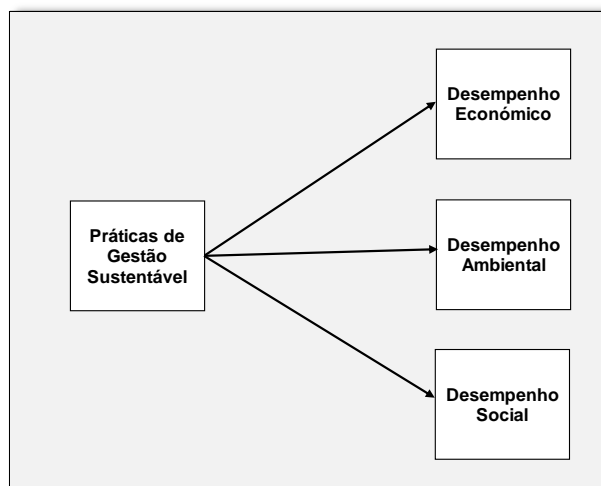 Desempenho
Económico
Práticas de
Gestão
Sustentável
Desempenho
Ambiental
Desempenho
Social